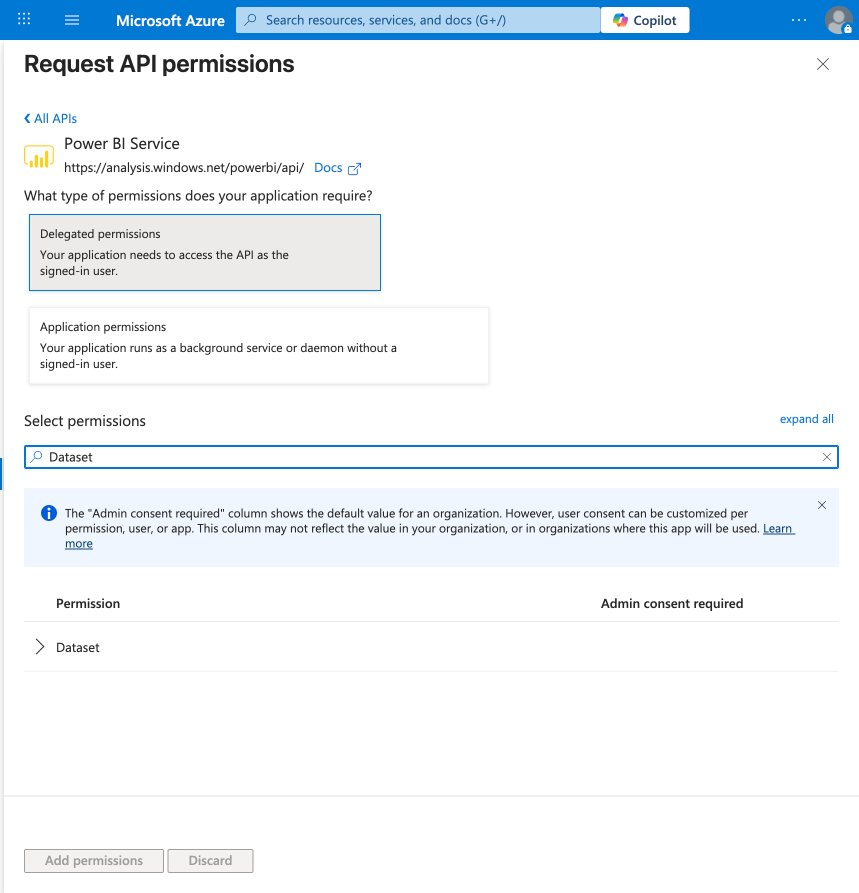 Microsoft Azure
Search resources, services, and docs (G+/)
Copilot
Request API permissions
All APIs
Power BI Service
https://analysis.windows.net/powerbi/api/ Docs
What type of permissions does your application require?
Delegated permissions
Your application needs to access the API as the
signed-in user.
Application permissions
Your application runs as a background service or daemon without a
signed-in user.
Select permissions
expand all
Dataset
The "Admin consent required" column shows the default value for an organization. However, user consent can be customized per
permission, user, or app. This column may not reflect the value in your organization, or in organizations where this app will be used. Learn
more
Permission
Admin consent required
Dataset
Add permissions
Discard